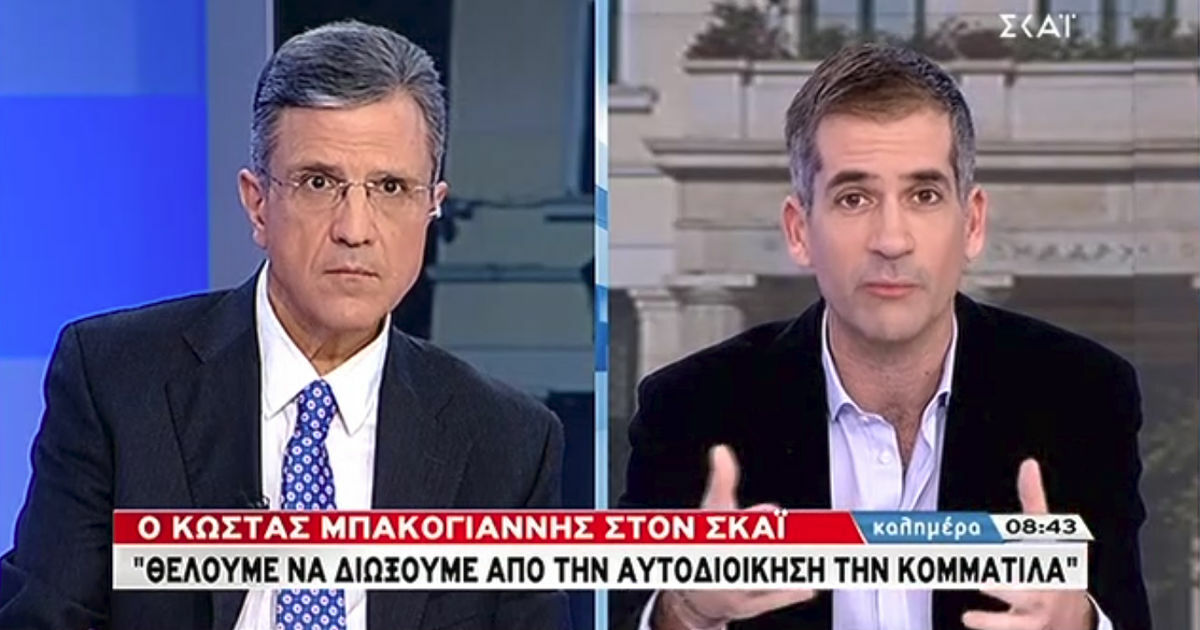 ΣΚΑΪ
Ο ΚΩΣΤΑΣ ΜΠΑΚΟΓΙΑΝΝΗΣ ΣΤΟΝ ΣΚΑΪ
καλημέρα 08:43
"ΘΕΛΟΥΜΕ ΝΑ ΔΙΩΞΟΥΜΕ ΑΠΟ ΤΗΝ ΑΥΤΟΔΙΟΙΚΗΣΗ ΤΗΝ ΚΟΜΜΑΤΙΛΑ"